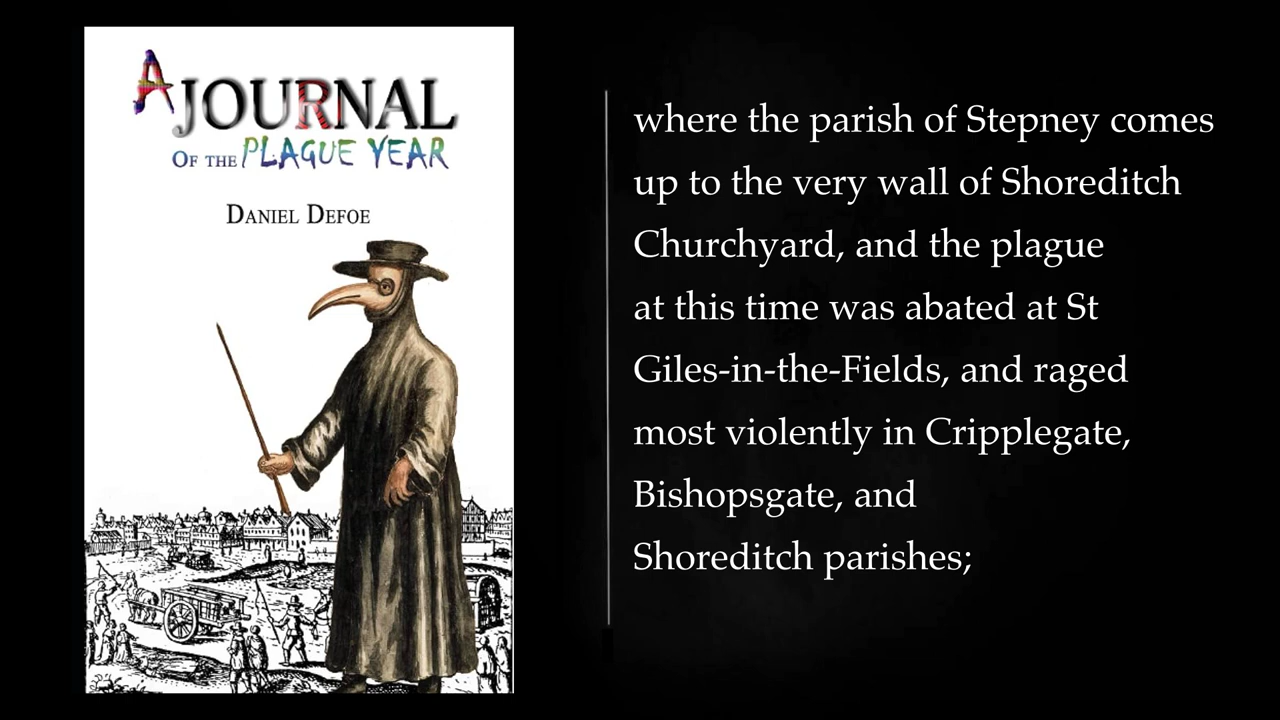 A JOURNAL
OF THE PLAGUE YEAR
DANIEL DEFOE
where the parish of Stepney comes
up to the very wall of Shoreditch
Churchyard, and the plague
at this time was abated at St
Giles-in-the-Fields, and raged
most violently in Cripplegate,
Bishopsgate, and
Shoreditch parishes;